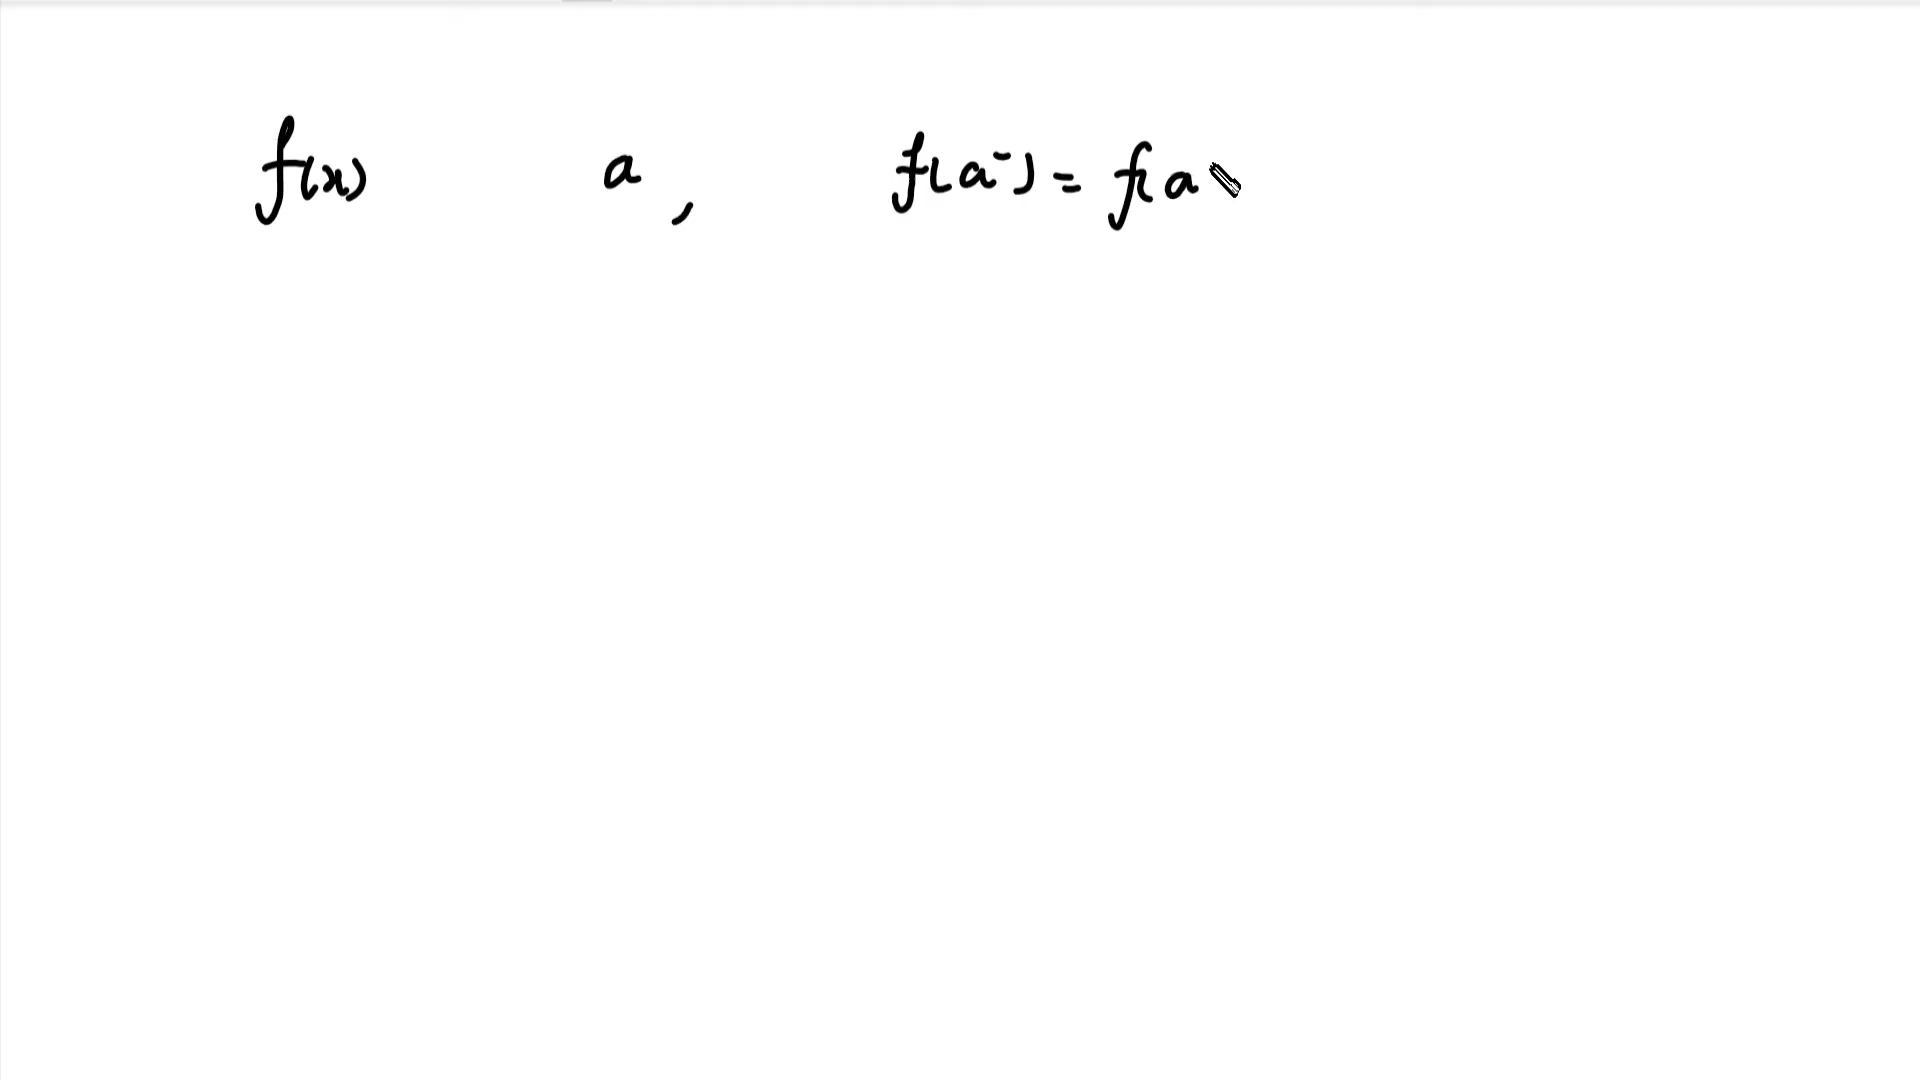 f(x) a, f(a⁻) = f(a